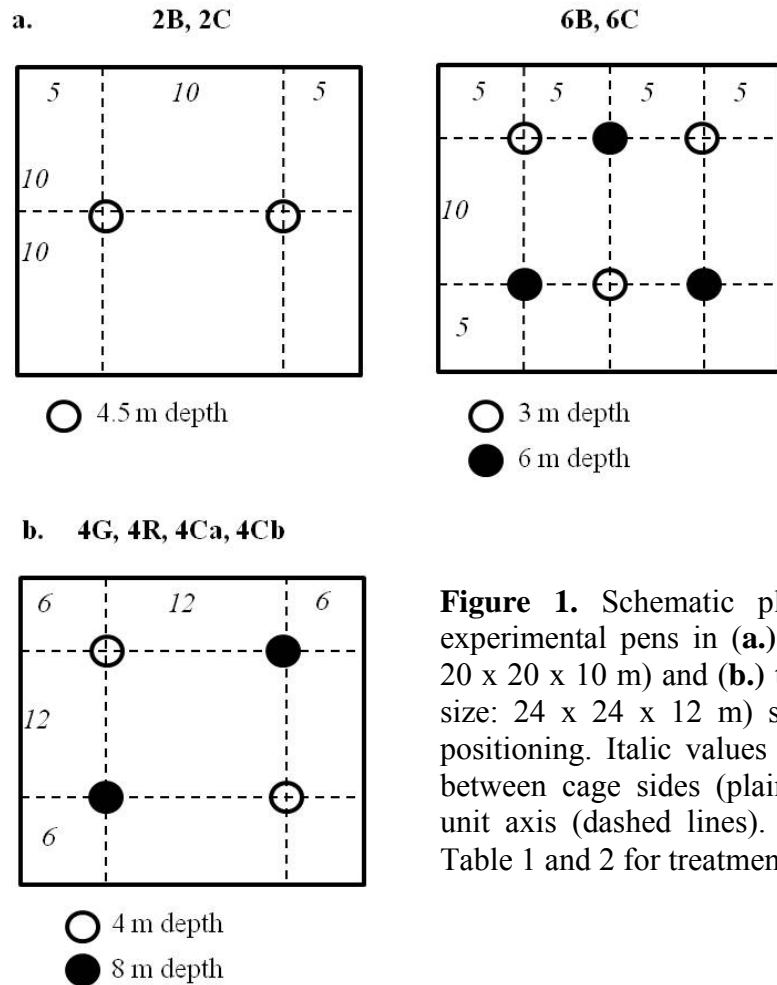 a. 2B, 2C 6B, 6C
5 10 5
10
10
4.5 m depth
5 5 5 5
10
5
3 m depth
6 m depth
b. 4G, 4R, 4Ca, 4Cb
6 12 6
12
6
4 m depth
8 m depth
Figure 1. Schematic pl
experimental pens in (a.)
20 x 20 x 10 m) and (b.) t
size: 24 x 24 x 12 m) s
positioning. Italic values
between cage sides (plai
unit axis (dashed lines).
Table 1 and 2 for treatmen